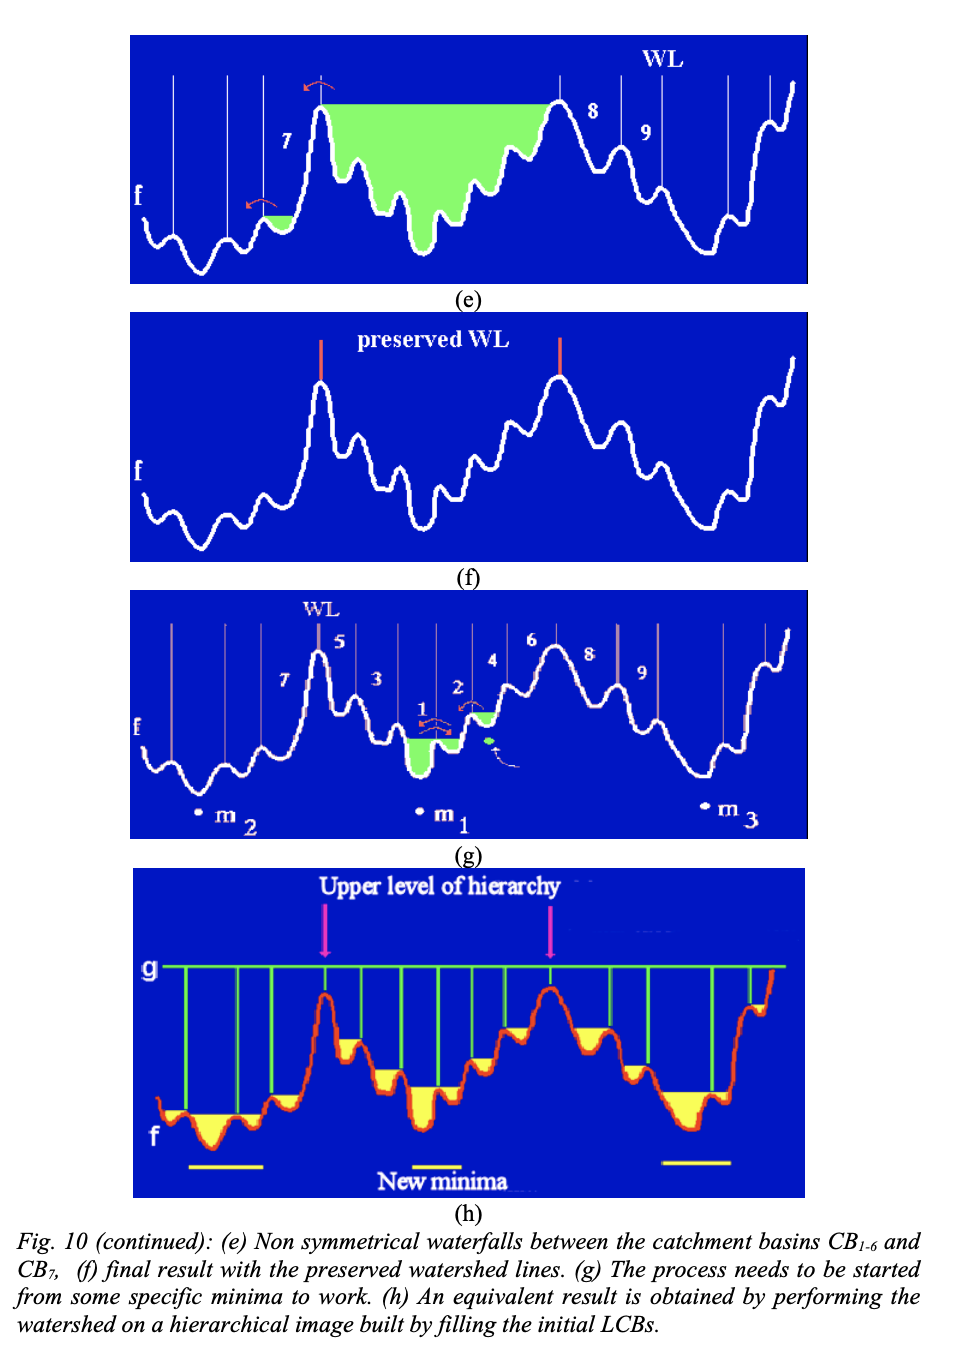 WL
8
7
9
f
(e)
preserved WL
f
(f)
WL
5
6
8
4
3
9
7
2
1
f
m 2
m 1
m 3
(g)
Upper level of hierarchy
g
f
New minima
(h)
Fig. 10 (continued): (e) Non symmetrical waterfalls between the catchment basins CB1-6 and
CB7, (f) final result with the preserved watershed lines. (g) The process needs to be started
from some specific minima to work. (h) An equivalent result is obtained by performing the
watershed on a hierarchical image built by filling the initial LCBs.